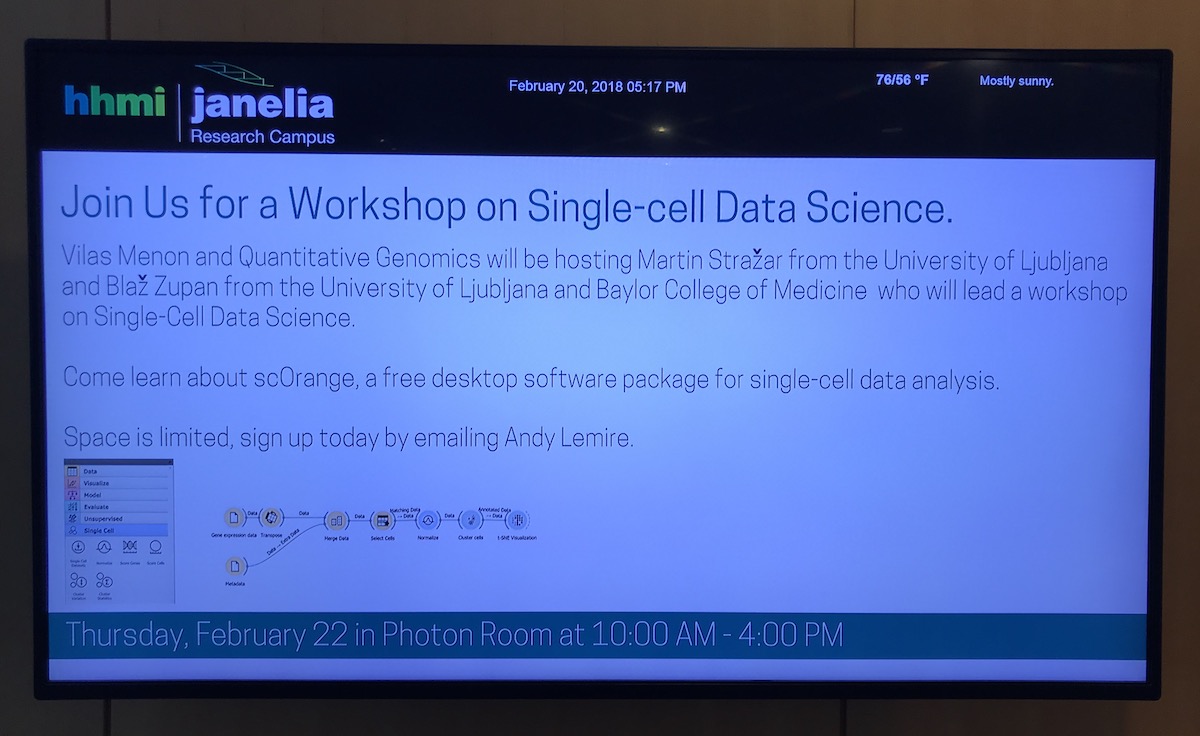 hhmi janelia
Research Campus
February 20, 2018 05:17 PM
76/56 ºF
Mostly sunny.
Join Us for a Workshop on Single-cell Data Science.
Vilas Menon and Quantitative Genomics will be hosting Martin Stražar from the University of Ljubljana
and Blaž Zupan from the University of Ljubljana and Baylor College of Medicine who will lead a workshop
on Single-Cell Data Science.
Come learn about scOrange, a free desktop software package for single-cell data analysis.
Space is limited, sign up today by emailing Andy Lemire.
Data
Visualize
Model
Evaluate
Unsupervised
Single Cell
Normalize
Data
Data
Data
Matching Data
→ Data
Data
Annotated Data
→ Data
Gene expression data
Transpose
Merge Data
Select Cells
Normalize
Cluster cells
t-SNE Visualization
Data → Extra Data
Metadata
Thursday, February 22 in Photon Room at 10:00 AM - 4:00 PM